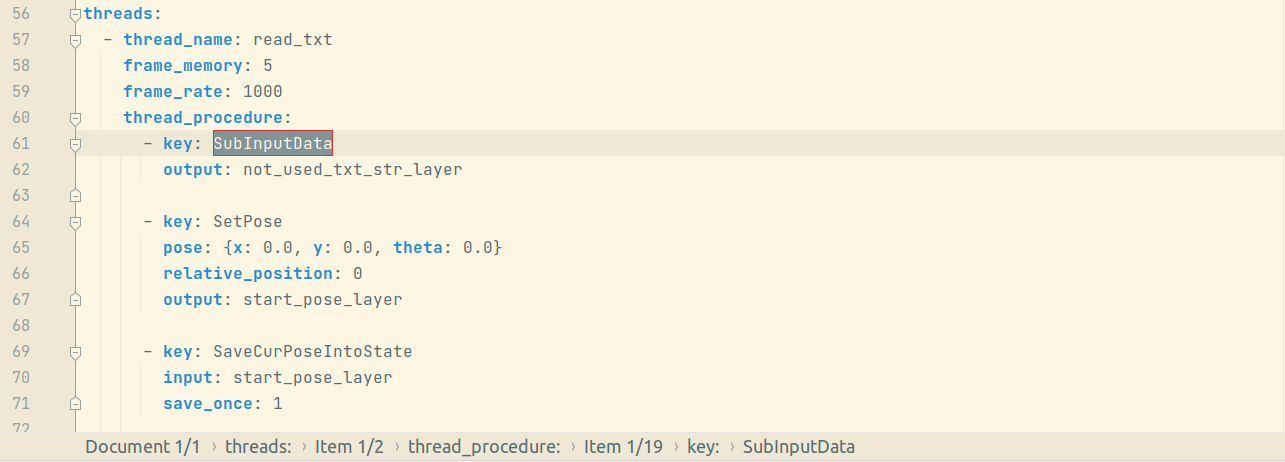 56 threads:
57 - thread_name: read_txt
58 frame_memory: 5
59 frame_rate: 1000
60 thread_procedure:
61 - key: SubInputData
62 output: not_used_txt_str_layer
63
64 - key: SetPose
65 pose: {x: 0.0, y: 0.0, theta: 0.0}
66 relative_position: 0
67 output: start_pose_layer
68
69 - key: SaveCurPoseIntoState
70 input: start_pose_layer
71 save_once: 1
72
Document 1/1 › threads: › Item 1/2 › thread_procedure: › Item 1/19 › key: › SubInputData